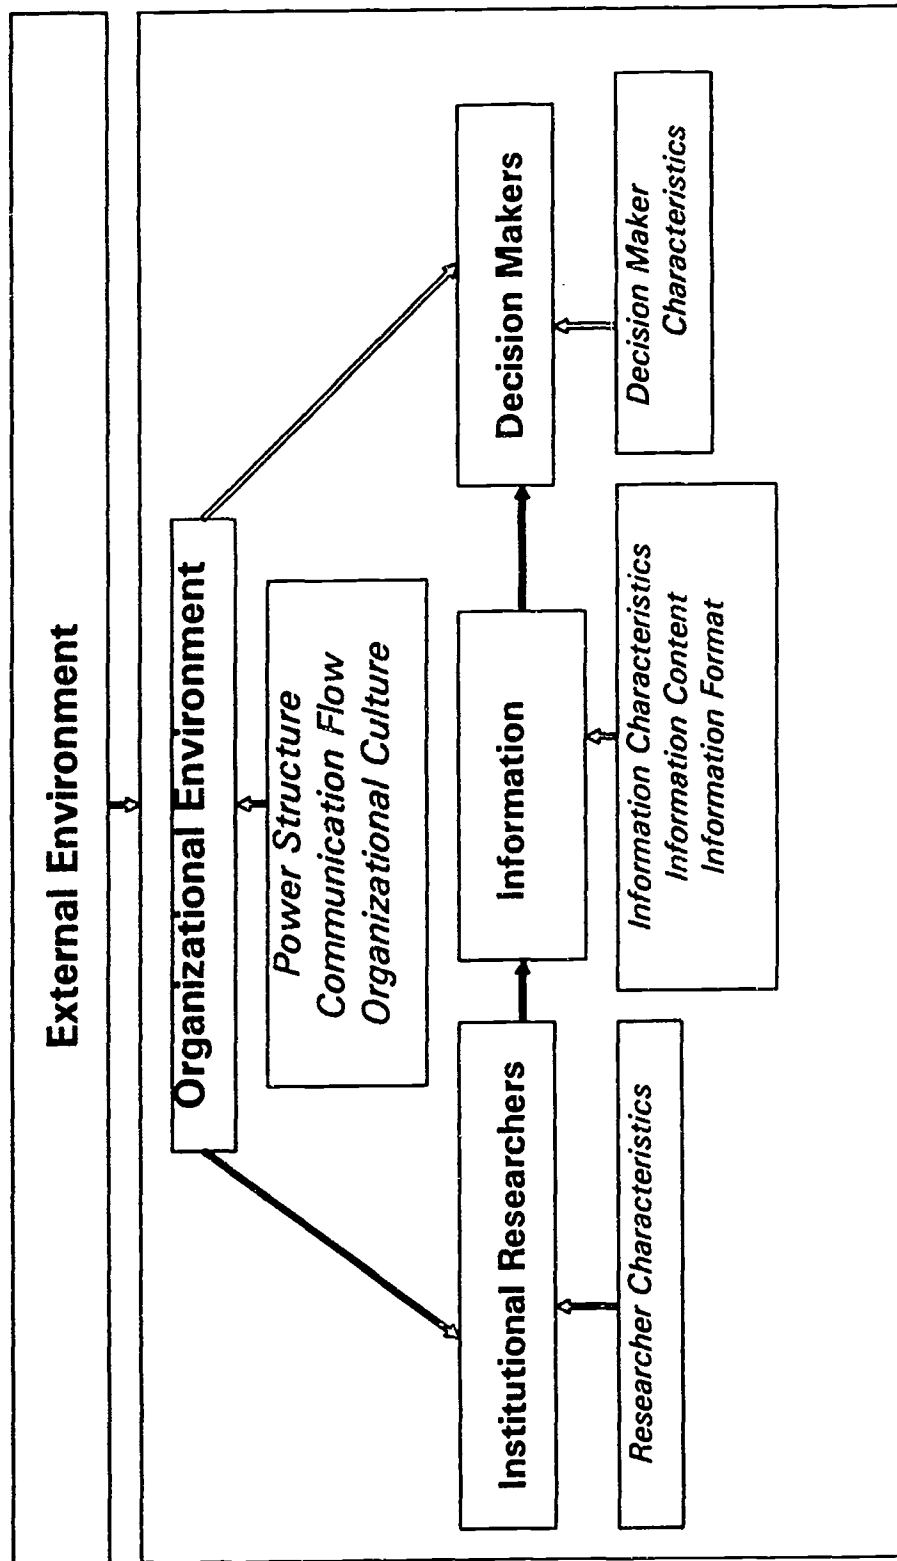 External Environment
Organizational Environment
Power Structure
Communication Flow
Organizational Culture
Institutional Researchers
Information
Decision Makers
Researcher Characteristics
Information Characteristics
Information Content
Information Format
Decision Maker
Characteristics